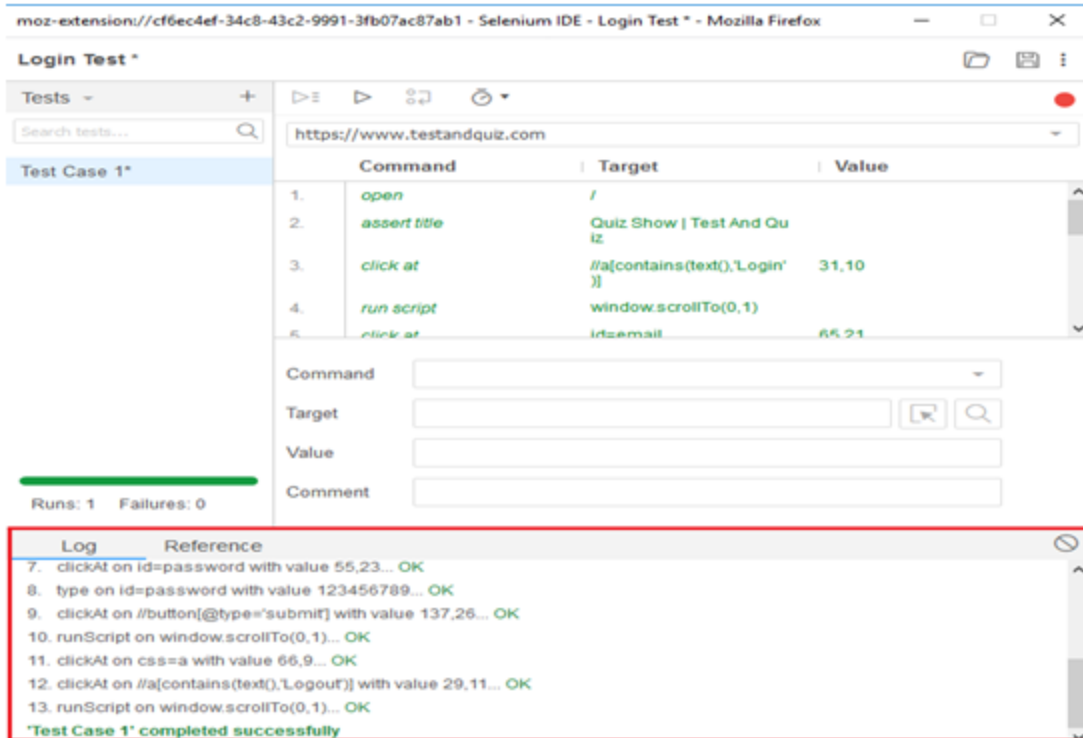 moz-extension://cf6ec4ef-34c8-43c2-9991-3fb07ac87ab1 - Selenium IDE - Login Test * - Mozilla Firefox
Login Test *
Tests
Search tests...
Test Case 1*
Runs: 1 Failures: 0
https://www.testandquiz.com
Command Target Value
1. open /
2. assert title Quiz Show | Test And Qu
iz
3. click at //a[contains(text(),'Login' 31,10
)]
4. run script window.scrollTo(0,1)
5. click at id=email 65,21
Command
Target
Value
Comment
Log Reference
7. clickAt on id=password with value 55,23... OK
8. type on id=password with value 123456789... OK
9. clickAt on //button[@type='submit'] with value 137,26... OK
10. runScript on window.scrollTo(0,1)... OK
11. clickAt on css=a with value 66,9... OK
12. clickAt on //a[contains(text(),'Logout')] with value 29,11... OK
13. runScript on window.scrollTo(0,1)... OK
'Test Case 1' completed successfully